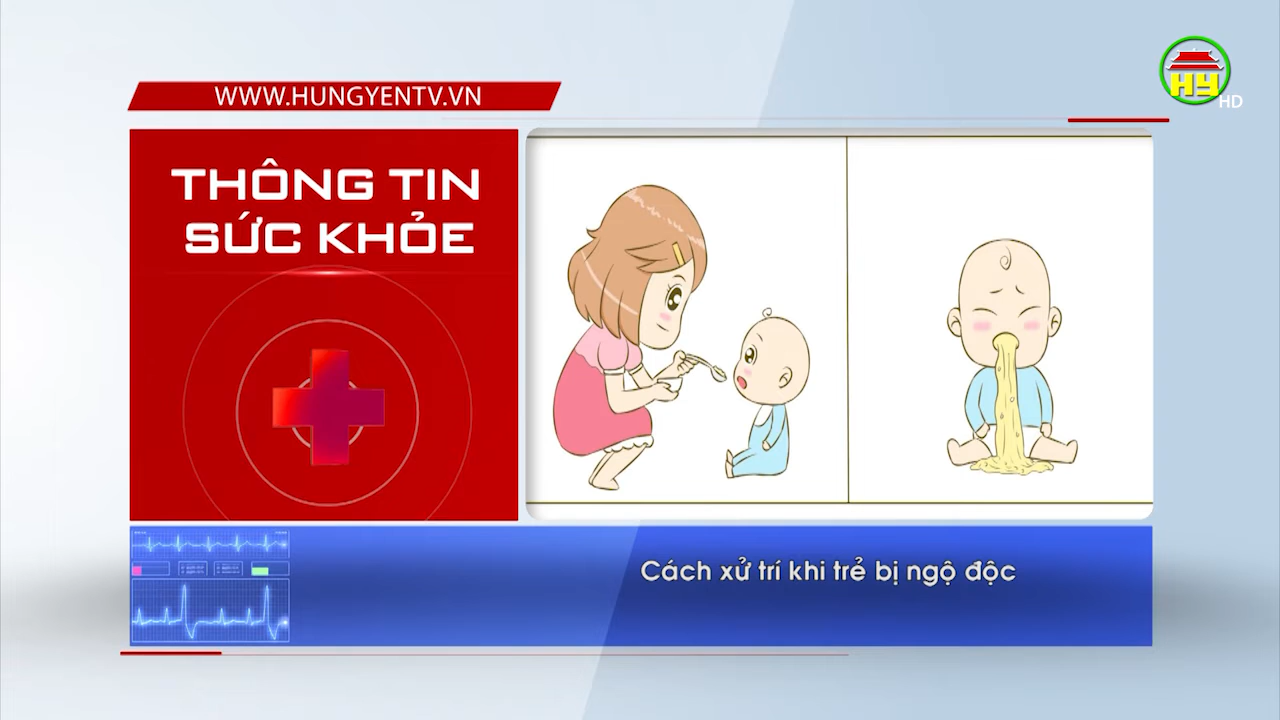 WWW.HUNGYENTV.VN
HY
HD
THÔNG TIN
SỨC KHỎE
Cách xử trí khi trẻ bị ngộ độc